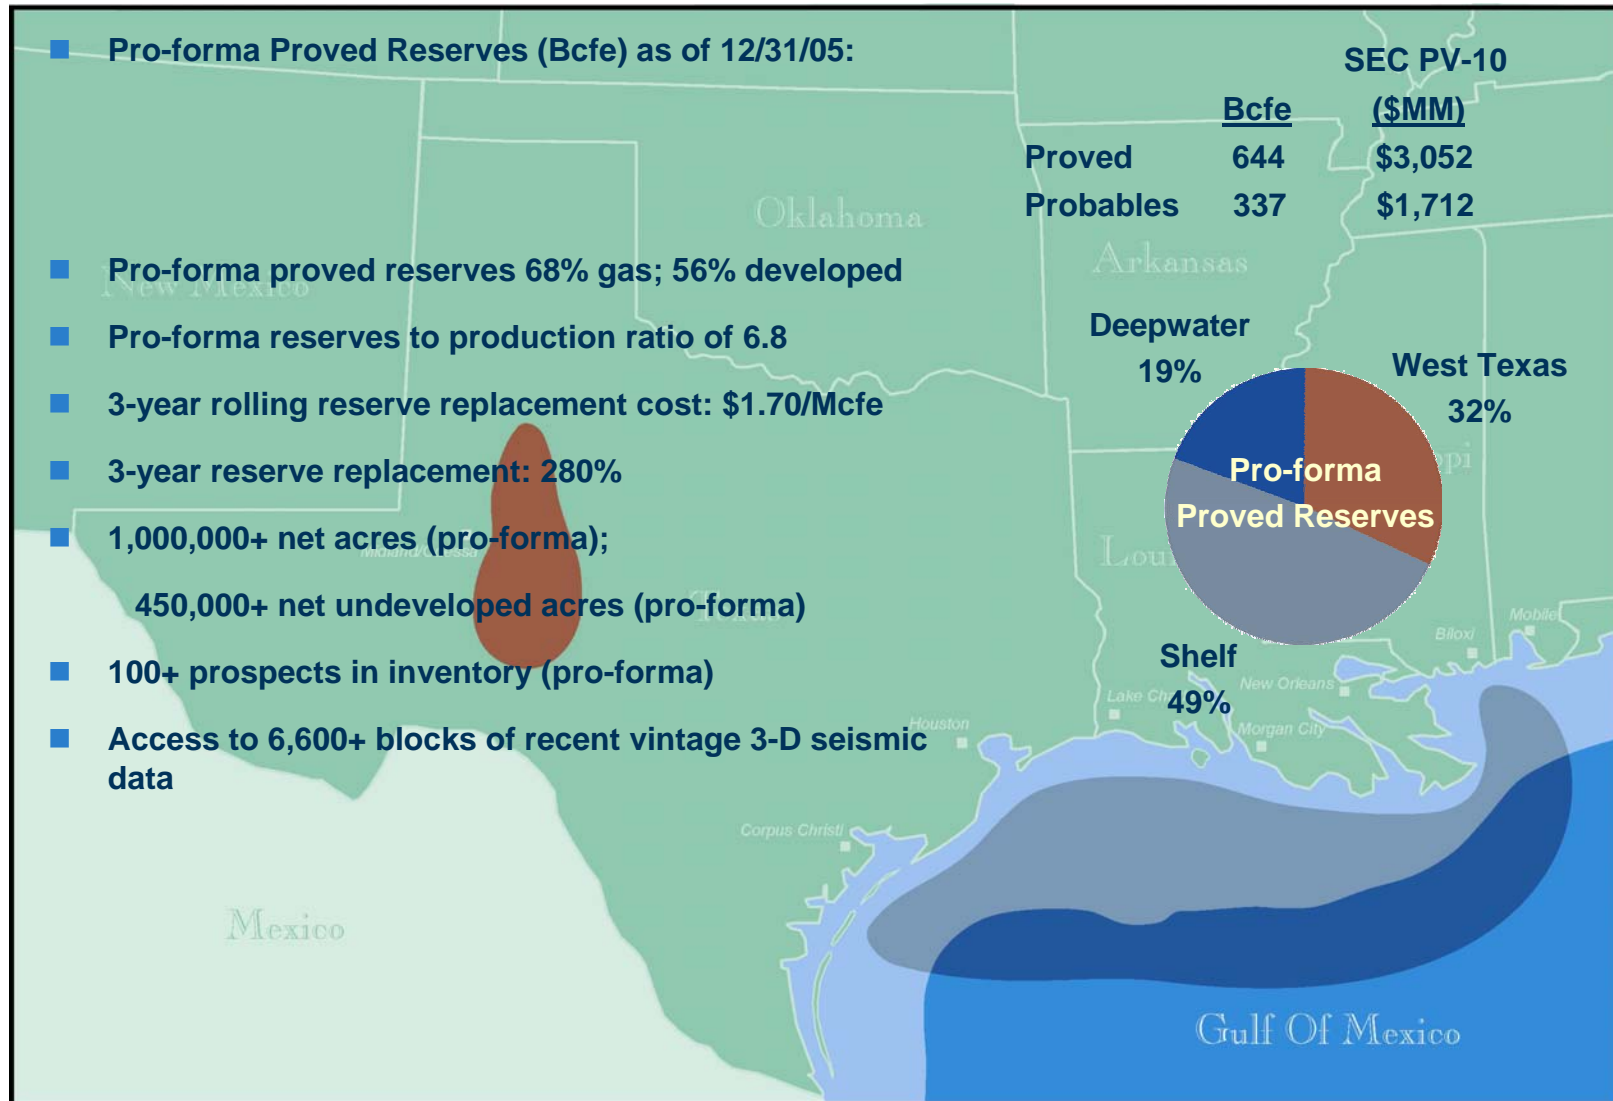 Pro-forma Proved Reserves (Bcfe) as of 12/31/05:
SEC PV-10
Bcfe ($MM)
Proved 644 $3,052
Probables 337 $1,712
Pro-forma proved reserves 68% gas; 56% developed
Pro-forma reserves to production ratio of 6.8
3-year rolling reserve replacement cost: $1.70/Mcfe
3-year reserve replacement: 280%
1,000,000+ net acres (pro-forma);
450,000+ net undeveloped acres (pro-forma)
100+ prospects in inventory (pro-forma)
Access to 6,600+ blocks of recent vintage 3-D seismic
data
Deepwater
19%
West Texas
32%
Pro-forma
Proved Reserves
Shelf
49%
Oklahoma
Arkansas
New Mexico
Texas
Midland/Odessa
Mobile
Biloxi
New Orleans
Morgan City
Houston
Corpus Christi
Mexico
Gulf Of Mexico